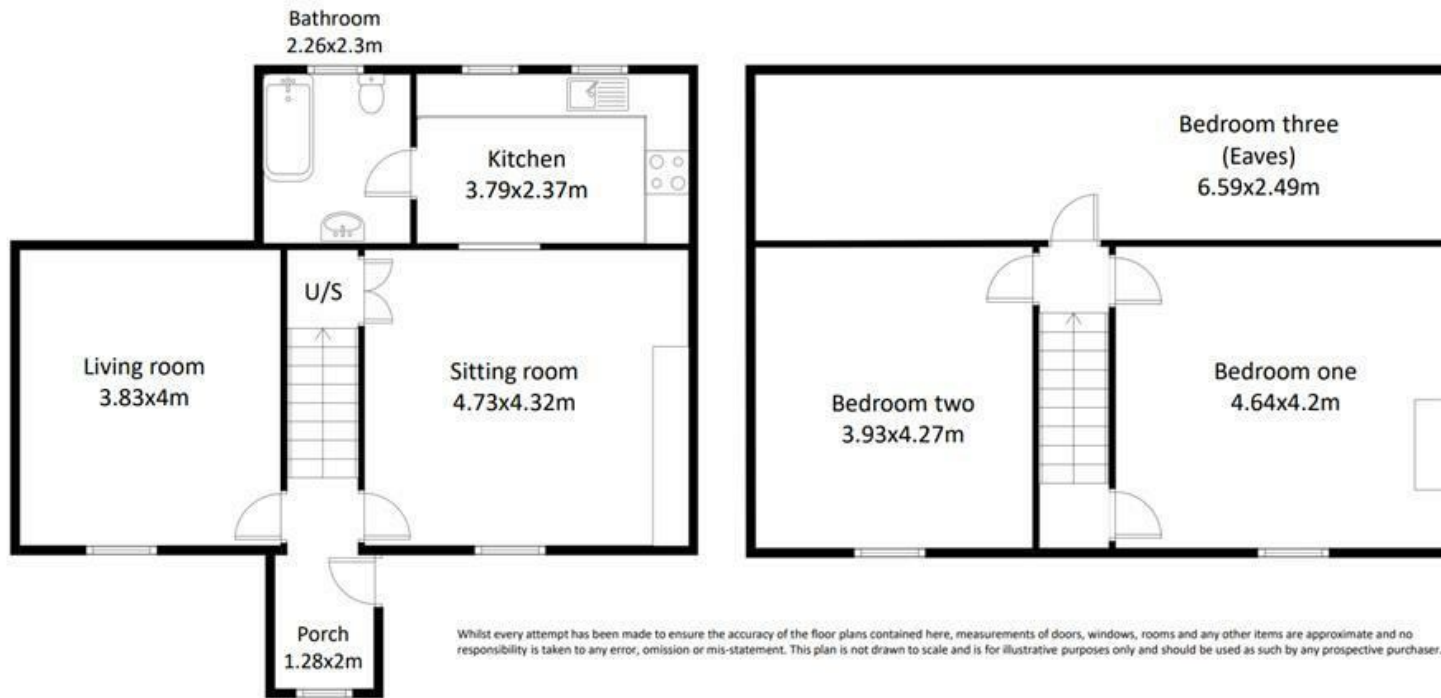 Bathroom
2.26x2.3m
Kitchen
3.79x2.37m
U/S
Living room
3.83x4m
Sitting room
4.73x4.32m
Porch
1.28x2m
Bedroom three
(Eaves)
6.59x2.49m
Bedroom two
3.93x4.27m
Bedroom one
4.64x4.2m
Whilst every attempt has been made to ensure the accuracy of the floor plans contained here, measurements of doors, windows, rooms and any other items are approximate and no
responsibility is taken to any error, omission or mis-statement. This plan is not drawn to scale and is for illustrative purposes only and should be used as such by any prospective purchaser.